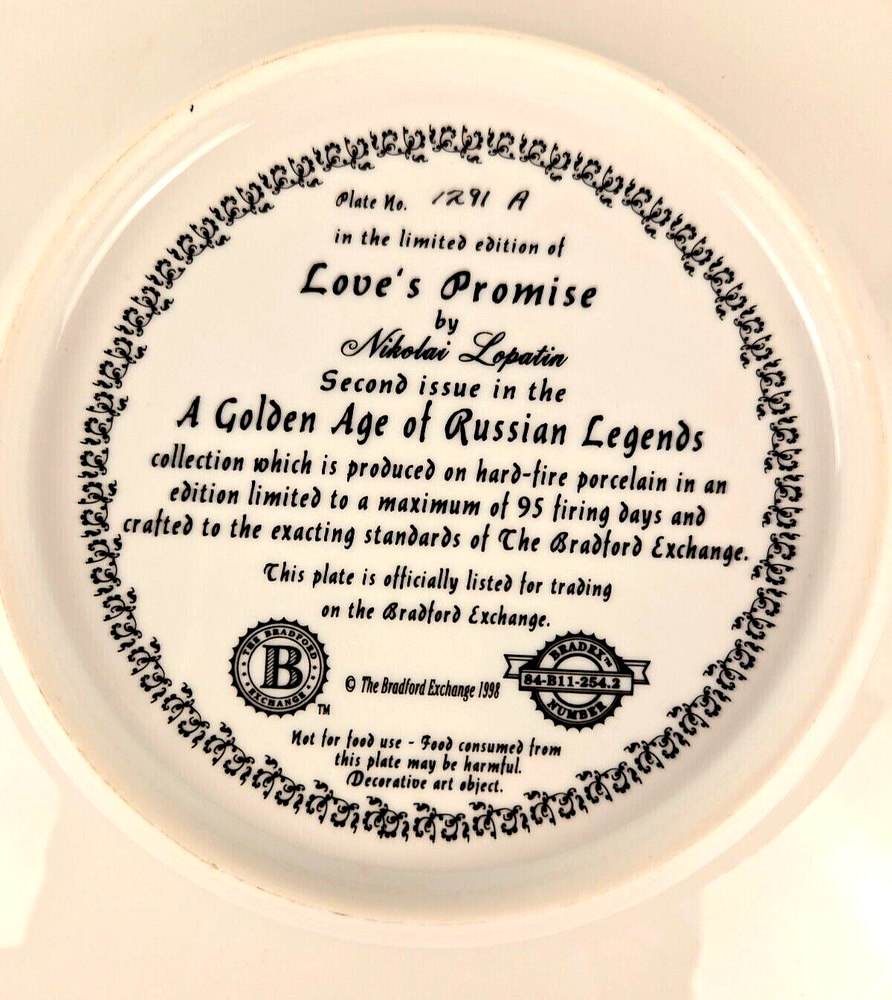 Plate No. 1291 A
in the limited edition of
Love's Promise
by
Nikolai Lopatin
Second issue in the
A Golden Age of Russian Legends
collection which is produced on hard-fire porcelain in an
edition limited to a maximum of 95 firing days and
crafted to the exacting standards of The Bradford Exchange.
This plate is officially listed for trading
on the Bradford Exchange.
THE BRADFORD
B
EXCHANGE
TM
© The Bradford Exchange 1998
BRADEX™
84-B11-254.2
NUMBER
Not for food use - Food consumed from
this plate may be harmful.
Decorative art object.